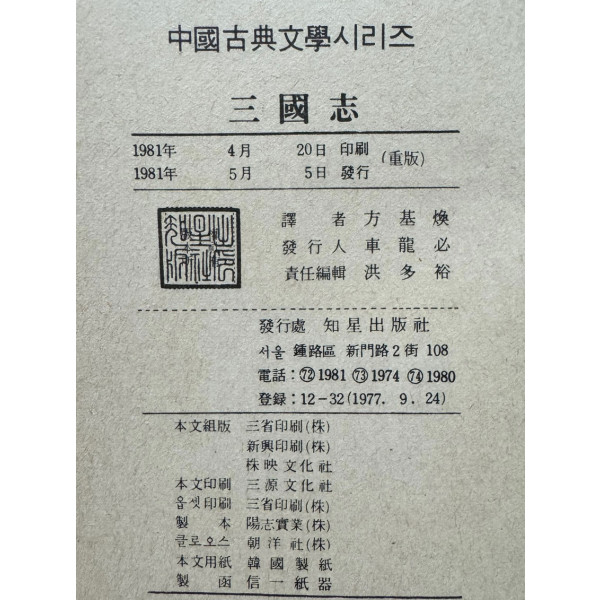 中國古典文學시리즈
三國志
1981年 4月 20日 印刷
1981年 5月 5日 發行 (重版)
譯者 方基煥
發行人 車龍必
責任編輯 洪多裕
發行處 知星出版社
서울 鍾路區 新門路2街 108
電話:㉒1981 ㉓1974 ㉔1980
登錄:12-32(1977. 9. 24)
本文組版 三省印刷(株)
新興印刷(株)
株映文化社
本文印刷 三源文化社
옵셋印刷 三省印刷(株)
製本 陽志實業(株)
클로오스 朝洋社(株)
本文用紙 韓國製紙
製函 信一紙器